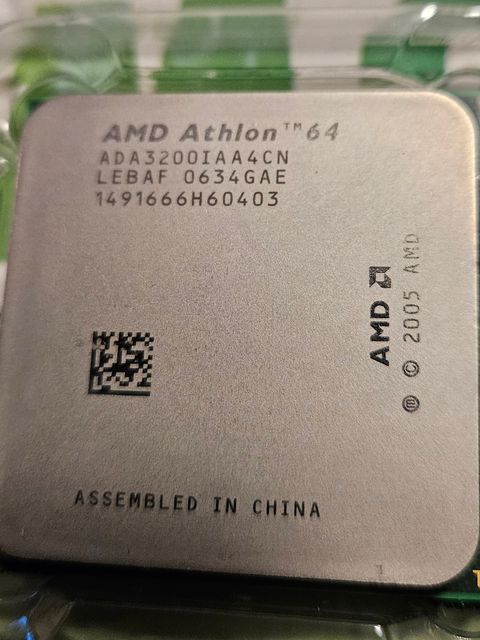 AMD Athlon™64
ADA3200IAA4CN
LEBAF 0634GAE
1491666H60403
AMD
ⓜ © 2005 AMD
ASSEMBLED IN CHINA